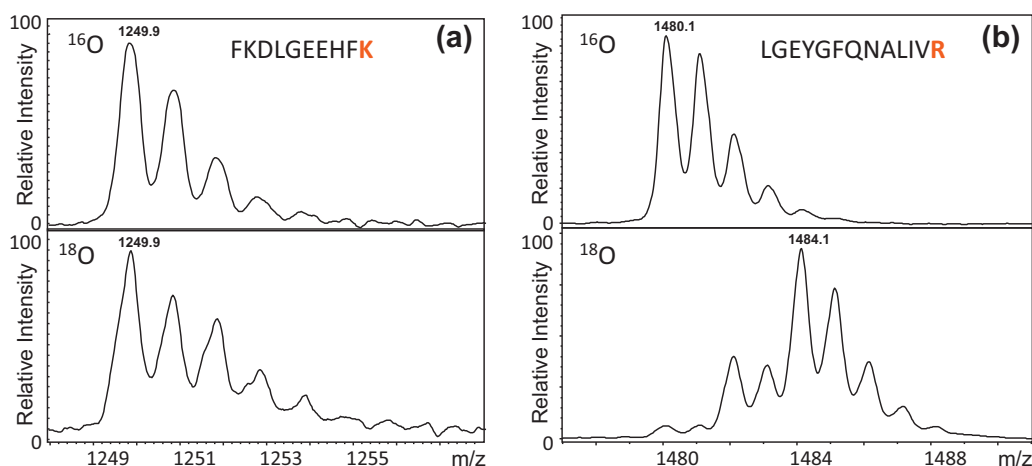 100
1249.9
¹⁶O
FKDLGEEHFK
(a)
Relative Intensity
0
100
1249.9
¹⁸O
Relative Intensity
0
1249 1251 1253 1255 m/z
100
1480.1
¹⁶O
LGEYGFQNALIVR
(b)
Relative Intensity
0
100
1484.1
¹⁸O
Relative Intensity
0
1480 1484 1488 m/z